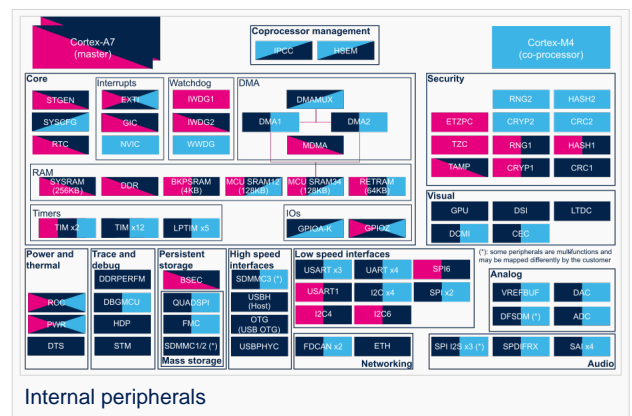 Cortex-A7
(master)
Coprocessor management
IPCC
HSEM
Cortex-M4
(co-processor)
Core
STGEN
SYSCFG
RTC
Interrupts
EXTI
GIC
NVIC
Watchdog
IWDG1
IWDG2
WWDG
DMA
DMAMUX
DMA1
DMA2
MDMA
Security
RNG2
HASH2
ETZPC
CRYP2
CRC2
TZC
RNG1
HASH1
TAMP
CRYP1
CRC1
RAM
SYSRAM
(256KB)
DDR
BKPSRAM
(4KB)
MCU SRAM12
(128KB)
MCU SRAM34
(128KB)
RETRAM
(64KB)
Timers
TIM x2
TIM x12
LPTIM x5
IOs
GPIOA-K
GPIOZ
Visual
GPU
DSI
LTDC
DCMI
CEC
(*): some peripherals are multifunctions and
may be mapped differently by the customer
Power and
thermal
RCC
PWR
DTS
Trace and
debug
DDRPERFM
DBGMCU
HDP
STM
Persistent
storage
BSEC
QUADSPI
FMC
SDMMC1/2 (*)
Mass storage
High speed
interfaces
SDMMC3 (*)
USBH
(Host)
OTG
(USB OTG)
USBPHYC
Low speed interfaces
USART x3
UART x4
SPI6
USART1
I2C x4
SPI x2
I2C4
I2C6
FDCAN x2
ETH
Networking
Analog
VREFBUF
DAC
DFSDM (*)
ADC
SPI I2S x3 (*)
SPDIFRX
SAI x4
Audio
Internal peripherals